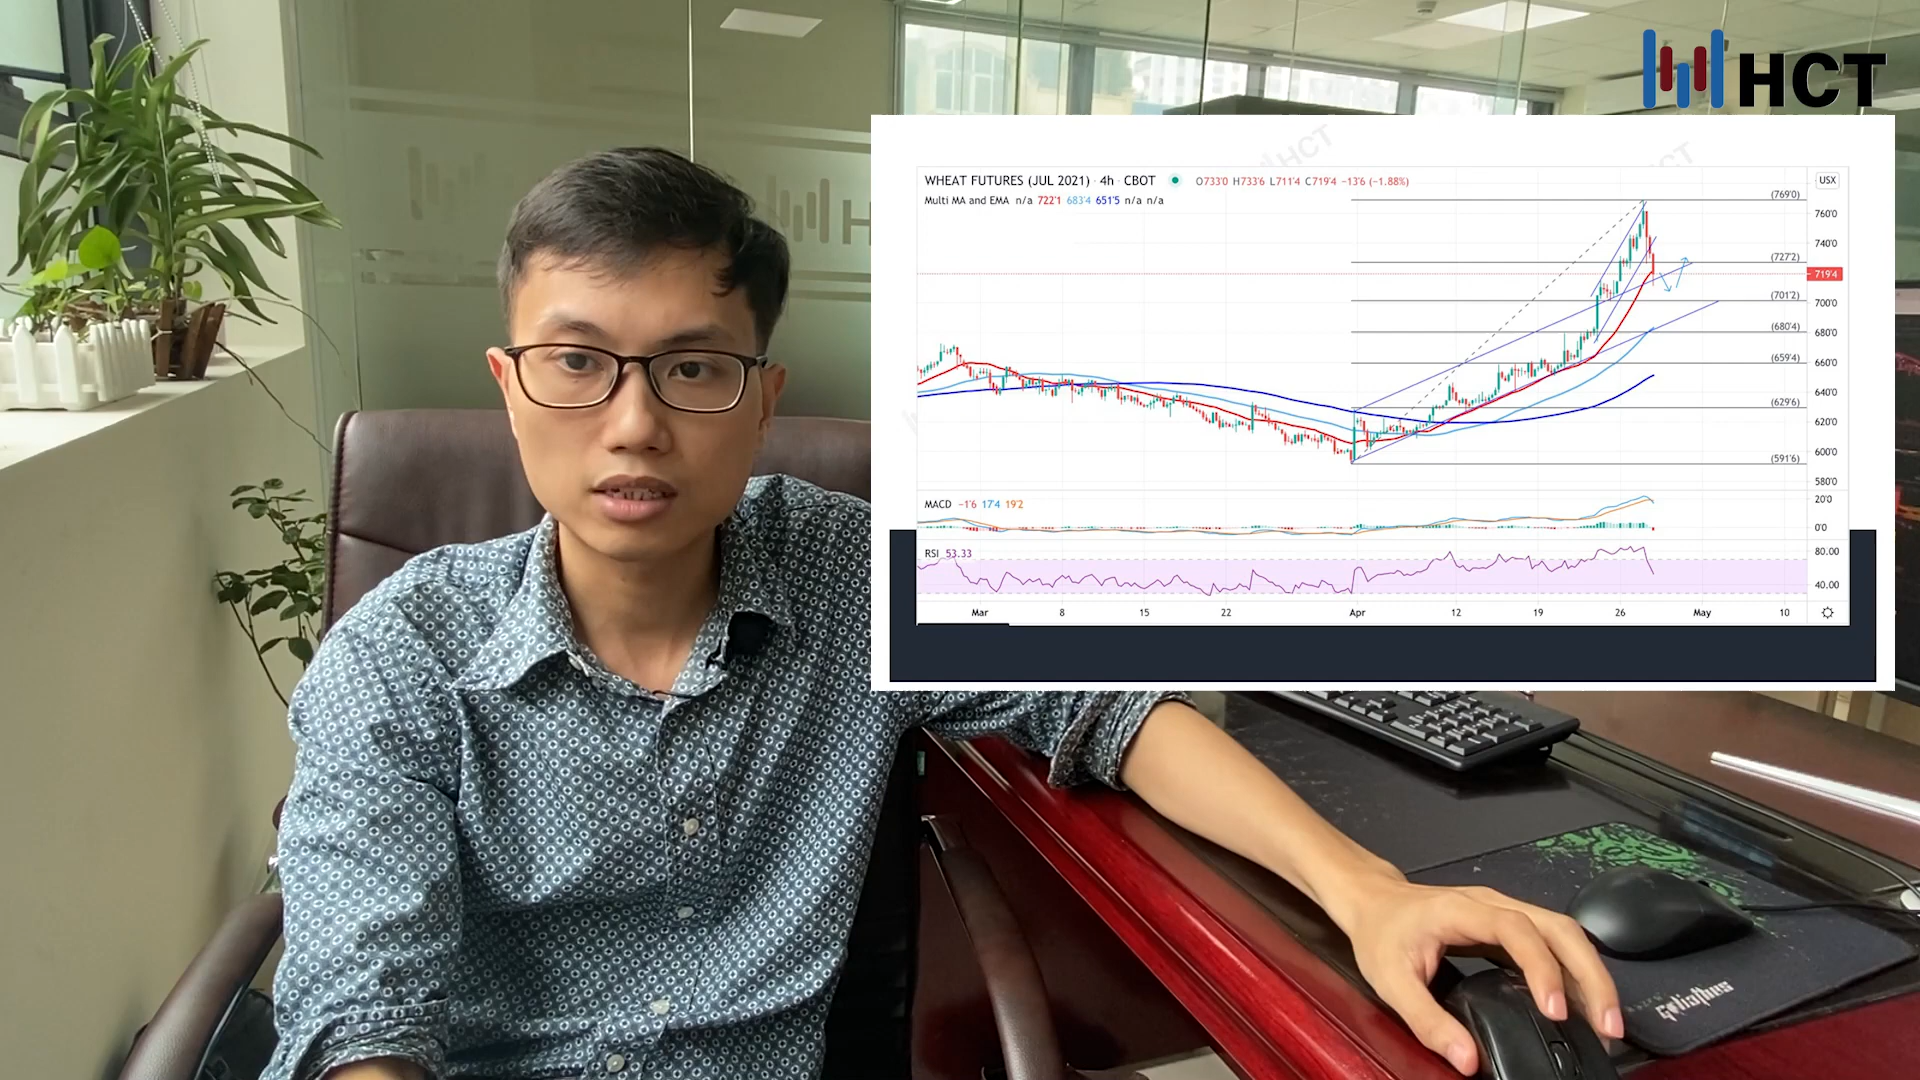 HCT
HCT
WHEAT FUTURES (JUL 2021) · 4h · CBOT O733'0 H733'6 L711'4 C719'4 −13'6 (−1.88%)
USX
Multi MA and EMA n/a 722'1 683'4 651'5 n/a n/a
(769'0)
760'0
740'0
(727'2)
719'4
(701'2)
700'0
(680'4)
680'0
(659'4)
660'0
640'0
(629'6)
620'0
600'0
(591'6)
580'0
MACD −1'6 17'4 19'2
20'0
0'0
RSI 53.33
80.00
40.00
Mar 8 15 22 Apr 12 19 26 May 10
Goliathus